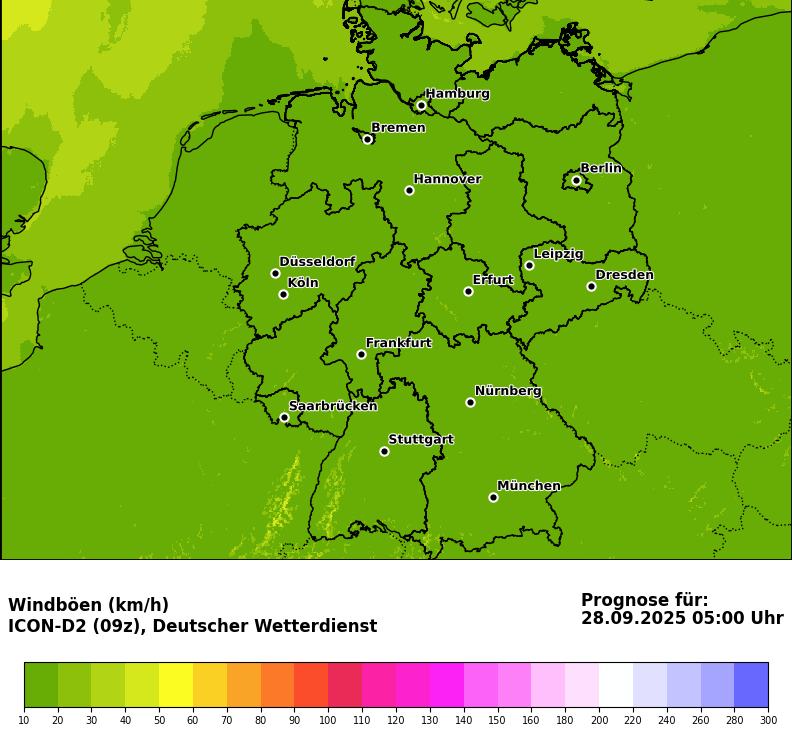 Hamburg
Bremen
Berlin
Hannover
Leipzig
Düsseldorf
Dresden
Köln
Erfurt
Frankfurt
Nürnberg
Saarbrücken
Stuttgart
München
Windböen (km/h)
ICON-D2 (09z), Deutscher Wetterdienst
Prognose für:
28.09.2025 05:00 Uhr
10 20 30 40 50 60 70 80 90 100 110 120 130 140 150 160 180 200 220 240 260 280 300